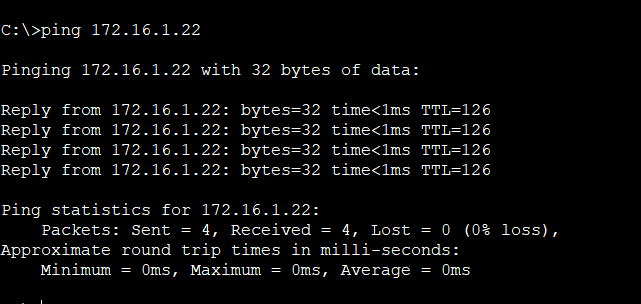 C:\>ping 172.16.1.22
Pinging 172.16.1.22 with 32 bytes of data:
Reply from 172.16.1.22: bytes=32 time<1ms TTL=126
Reply from 172.16.1.22: bytes=32 time<1ms TTL=126
Reply from 172.16.1.22: bytes=32 time<1ms TTL=126
Reply from 172.16.1.22: bytes=32 time<1ms TTL=126
Ping statistics for 172.16.1.22:
Packets: Sent = 4, Received = 4, Lost = 0 (0% loss),
Approximate round trip times in milli-seconds:
Minimum = 0ms, Maximum = 0ms, Average = 0ms